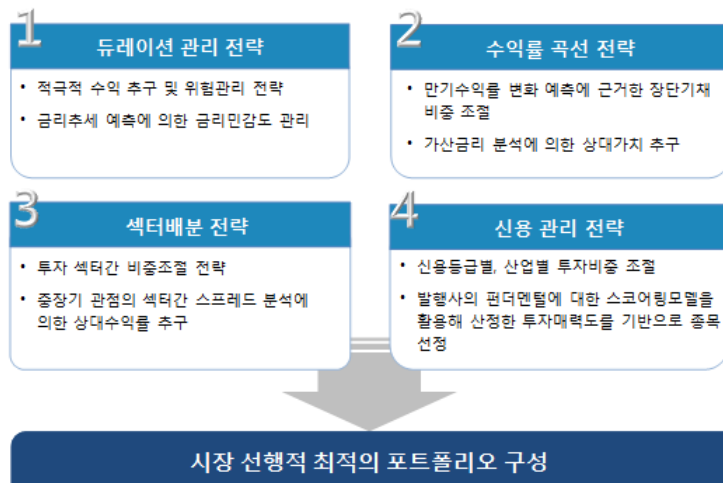 1
듀레이션 관리 전략
• 적극적 수익 추구 및 위험관리 전략
• 금리추세 예측에 의한 금리민감도 관리
2
수익률 곡선 전략
• 만기수익률 변화 예측에 근거한 장단기채
비중 조절
• 가산금리 분석에 의한 상대가치 추구
3
섹터배분 전략
• 투자 섹터간 비중조절 전략
• 중장기 관점의 섹터간 스프레드 분석에
의한 상대수익률 추구
4
신용 관리 전략
• 신용등급별, 산업별 투자비중 조절
• 발행사의 펀더멘털에 대한 스코어링모델을
활용해 산정한 투자매력도를 기반으로 종목
선정
시장 선행적 최적의 포트폴리오 구성